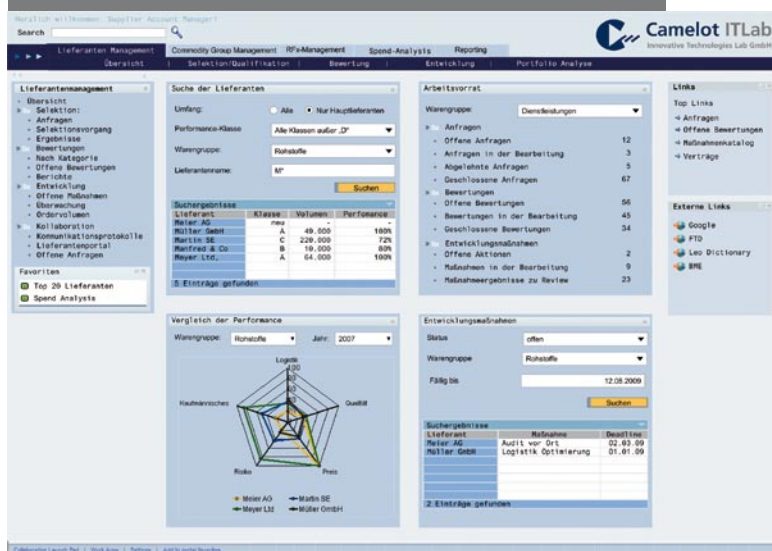 Herzlich willkommen: Supplier Account Manager!
Search
Camelot ITLab
Innovative Technologies Lab GmbH
Lieferanten Management
Commodity Group Management
RFx-Management
Spend-Analysis
Reporting
Übersicht
Selektion/Qualifikation
Bewertung
Entwicklung
Portfolio Analyse
Lieferantenmanagement
Übersicht
Selektion:
Anfragen
Selektionsvorgang
Ergebnisse
Bewertungen
Nach Kategorie
Offene Bewertungen
Berichte
Entwicklung
Offene Maßnahmen
Überwachung
Ordervolumen
Kollaboration
Kommunikationsprotokolle
Lieferantenportal
Offene Anfragen
Favoriten
Top 20 Lieferanten
Spend Analysis
Suche der Lieferanten
Umfang: Alle Nur Hauptlieferanten
Performance-Klasse Alle Klassen außer „D“
Warengruppe: Rohstoffe
Lieferantenname: M*
Suchen
Suchergebnisse
Lieferant Klasse Volumen Perfomance
Meier AG neu - -
Müller GmbH A 49.000 100%
Martin SE C 220.000 72%
Manfred & Co B 10.000 80%
Meyer Ltd. A 64.000 100%
5 Einträge gefunden
Arbeitsvorrat
Warengruppe: Dienstleistungen
Anfragen
Offene Anfragen 12
Anfragen in der Bearbeitung 3
Abgelehnte Anfragen 5
Geschlossene Anfragen 67
Bewertungen
Offene Bewertungen 56
Bewertungen in der Bearbeitung 45
Geschlossene Bewertungen 34
Entwicklungsmaßnahmen
Offene Aktionen 2
Maßnahmen in der Bearbeitung 9
Maßnahmeergebnisse zu Review 23
Links
Top Links
Anfragen
Offene Bewertungen
Maßnahmenkatalog
Verträge
Externe Links
Google
FTD
Leo Dictionary
BME
Vergleich der Performance
Warengruppe: Rohstoffe Jahr: 2007
Logistik
100
Kaufmännisches
Qualität
Risiko
Preis
Meier AG Martin SE
Meyer Ltd Müller GmbH
Entwicklungsmaßnahmen
Status offen
Warengruppe Rohstoffe
Fällig bis 12.08.2009
Suchen
Suchergebnisse
Lieferant Maßnahme Deadline
Meier AG Audit vor Ort 02.03.09
Müller GmbH Logistik Optimierung 01.01.09
2 Einträge gefunden